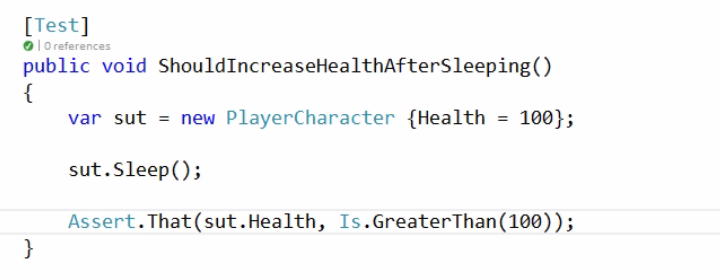 [Test]
| 0 references
public void ShouldIncreaseHealthAfterSleeping()
{
var sut = new PlayerCharacter {Health = 100};
sut.Sleep();
Assert.That(sut.Health, Is.GreaterThan(100));
}